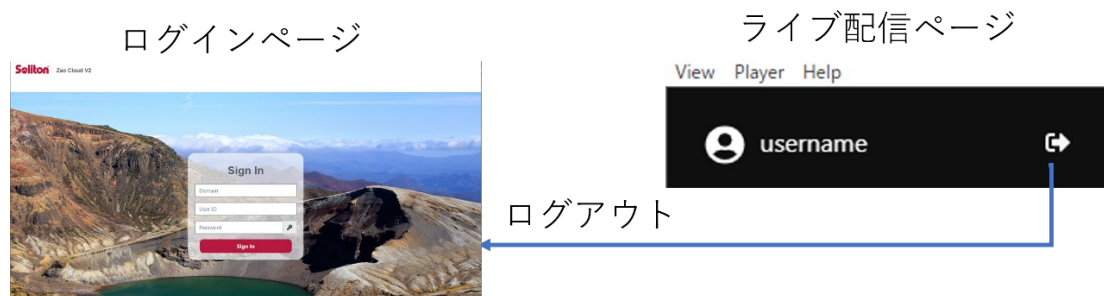 ログインページ
Soliton Zao Cloud V2
Sign In
Domain
User ID
Password
Sign In
ライブ配信ページ
View Player Help
username
ログアウト